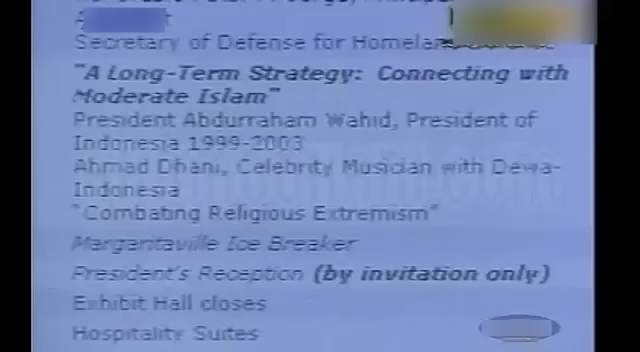 Secretary of Defense for
"A Long-Term Strategy: Connecting with
Moderate Islam"
President Abdurraham Wahid, President of
Indonesia 1999-2003
Ahmad Dhani, Celebrity Musician with Dewa-
Indonesia
"Combating Religious Extremism"
Margaritaville Ice Breaker
President's Reception (by invitation only)
Exhibit Hall closes
Hospitality Suites